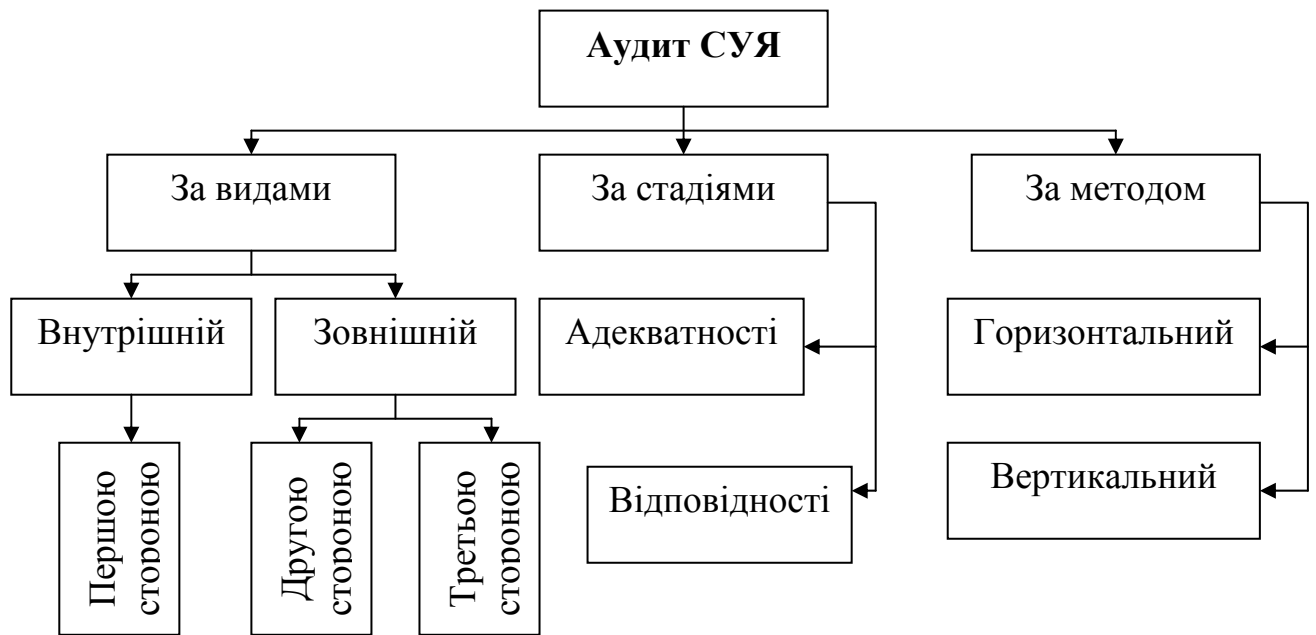 Аудит СУЯ
За видами
За стадіями
За методом
Внутрішній
Зовнішній
Адекватності
Горизонтальний
Першою
стороною
Другою
стороною
Третьою
стороною
Відповідності
Вертикальний